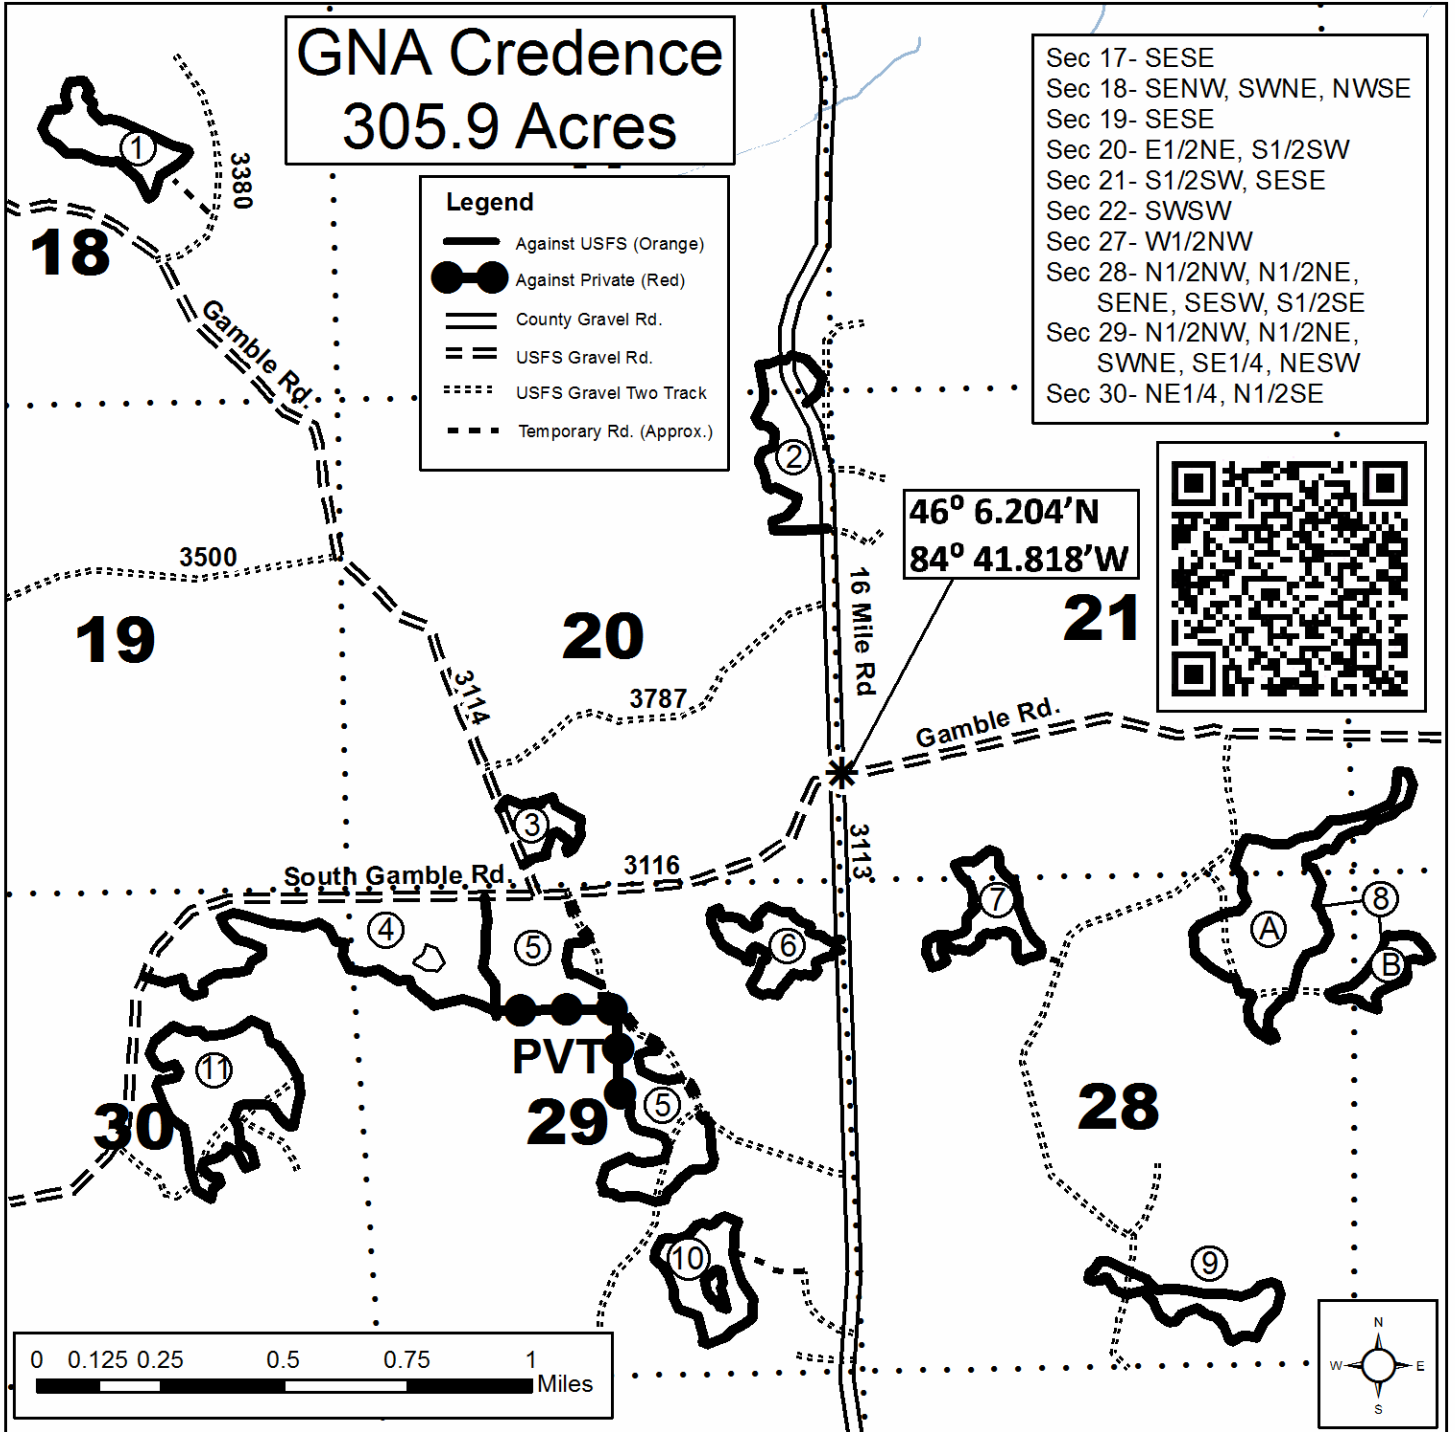 GNA Credence
305.9 Acres
Sec 17- SESE
Sec 18- SENW, SWNE, NWSE
Sec 19- SESE
Sec 20- E1/2NE, S1/2SW
Sec 21- S1/2SW, SESE
Sec 22- SWSW
Sec 27- W1/2NW
Sec 28- N1/2NW, N1/2NE,
SENE, SESW, S1/2SE
Sec 29- N1/2NW, N1/2NE,
SWNE, SE1/4, NESW
Sec 30- NE1/4, N1/2SE
Legend
Against USFS (Orange)
Against Private (Red)
County Gravel Rd.
USFS Gravel Rd.
USFS Gravel Two Track
Temporary Rd. (Approx.)
1
3380
18
Gamble Rd.
2
46⁰ 6.204’N
84⁰ 41.818’W
3500
16 Mile Rd
19
20
21
3114
3787
Gamble Rd.
3
3113
South Gamble Rd.
3116
4
5
6
7
8
A
B
PVT
11
5
30
29
28
10
9
0 0.125 0.25 0.5 0.75 1
Miles
N
W E
S